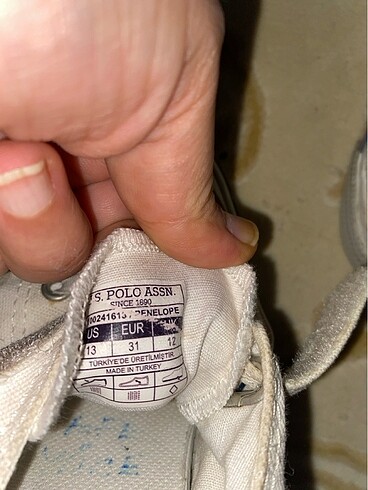 S. POLO ASSN.
SINCE 1890
PENELOPE
US EUR UK
13 31 12
TÜRKİYE'DE ÜRETİLMİŞTİR
MADE IN TURKEY